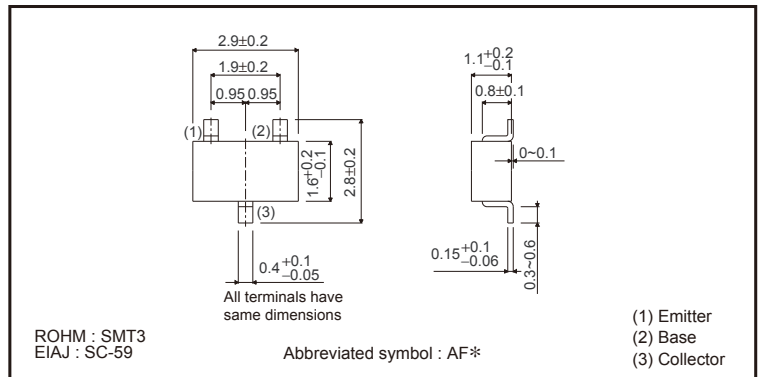 2.9±0.2
1.9±0.2
0.95 0.95
(1)
(2)
1.6+0.2 −0.1
2.8±0.2
(3)
0.4+0.1 −0.05
All terminals have
same dimensions
1.1+0.2 −0.1
0.8±0.1
0~0.1
0.15+0.1 −0.06
0.3~0.6
ROHM : SMT3
EIAJ : SC-59
Abbreviated symbol : AF*
(1) Emitter
(2) Base
(3) Collector